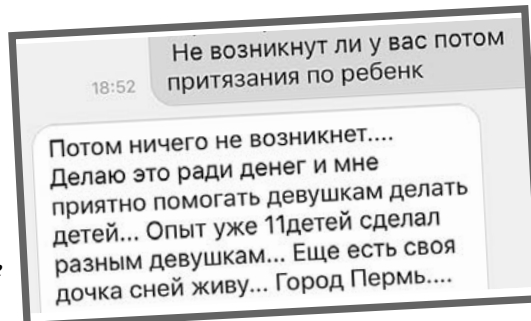 Не возникнут ли у вас потом
притязания по ребенк
18:52
Потом ничего не возникнет....
Делаю это ради денег и мне
приятно помогать девушкам делать
детей... Опыт уже 11детей сделал
разным девушкам... Еще есть своя
дочка сней живу... Город Пермь....